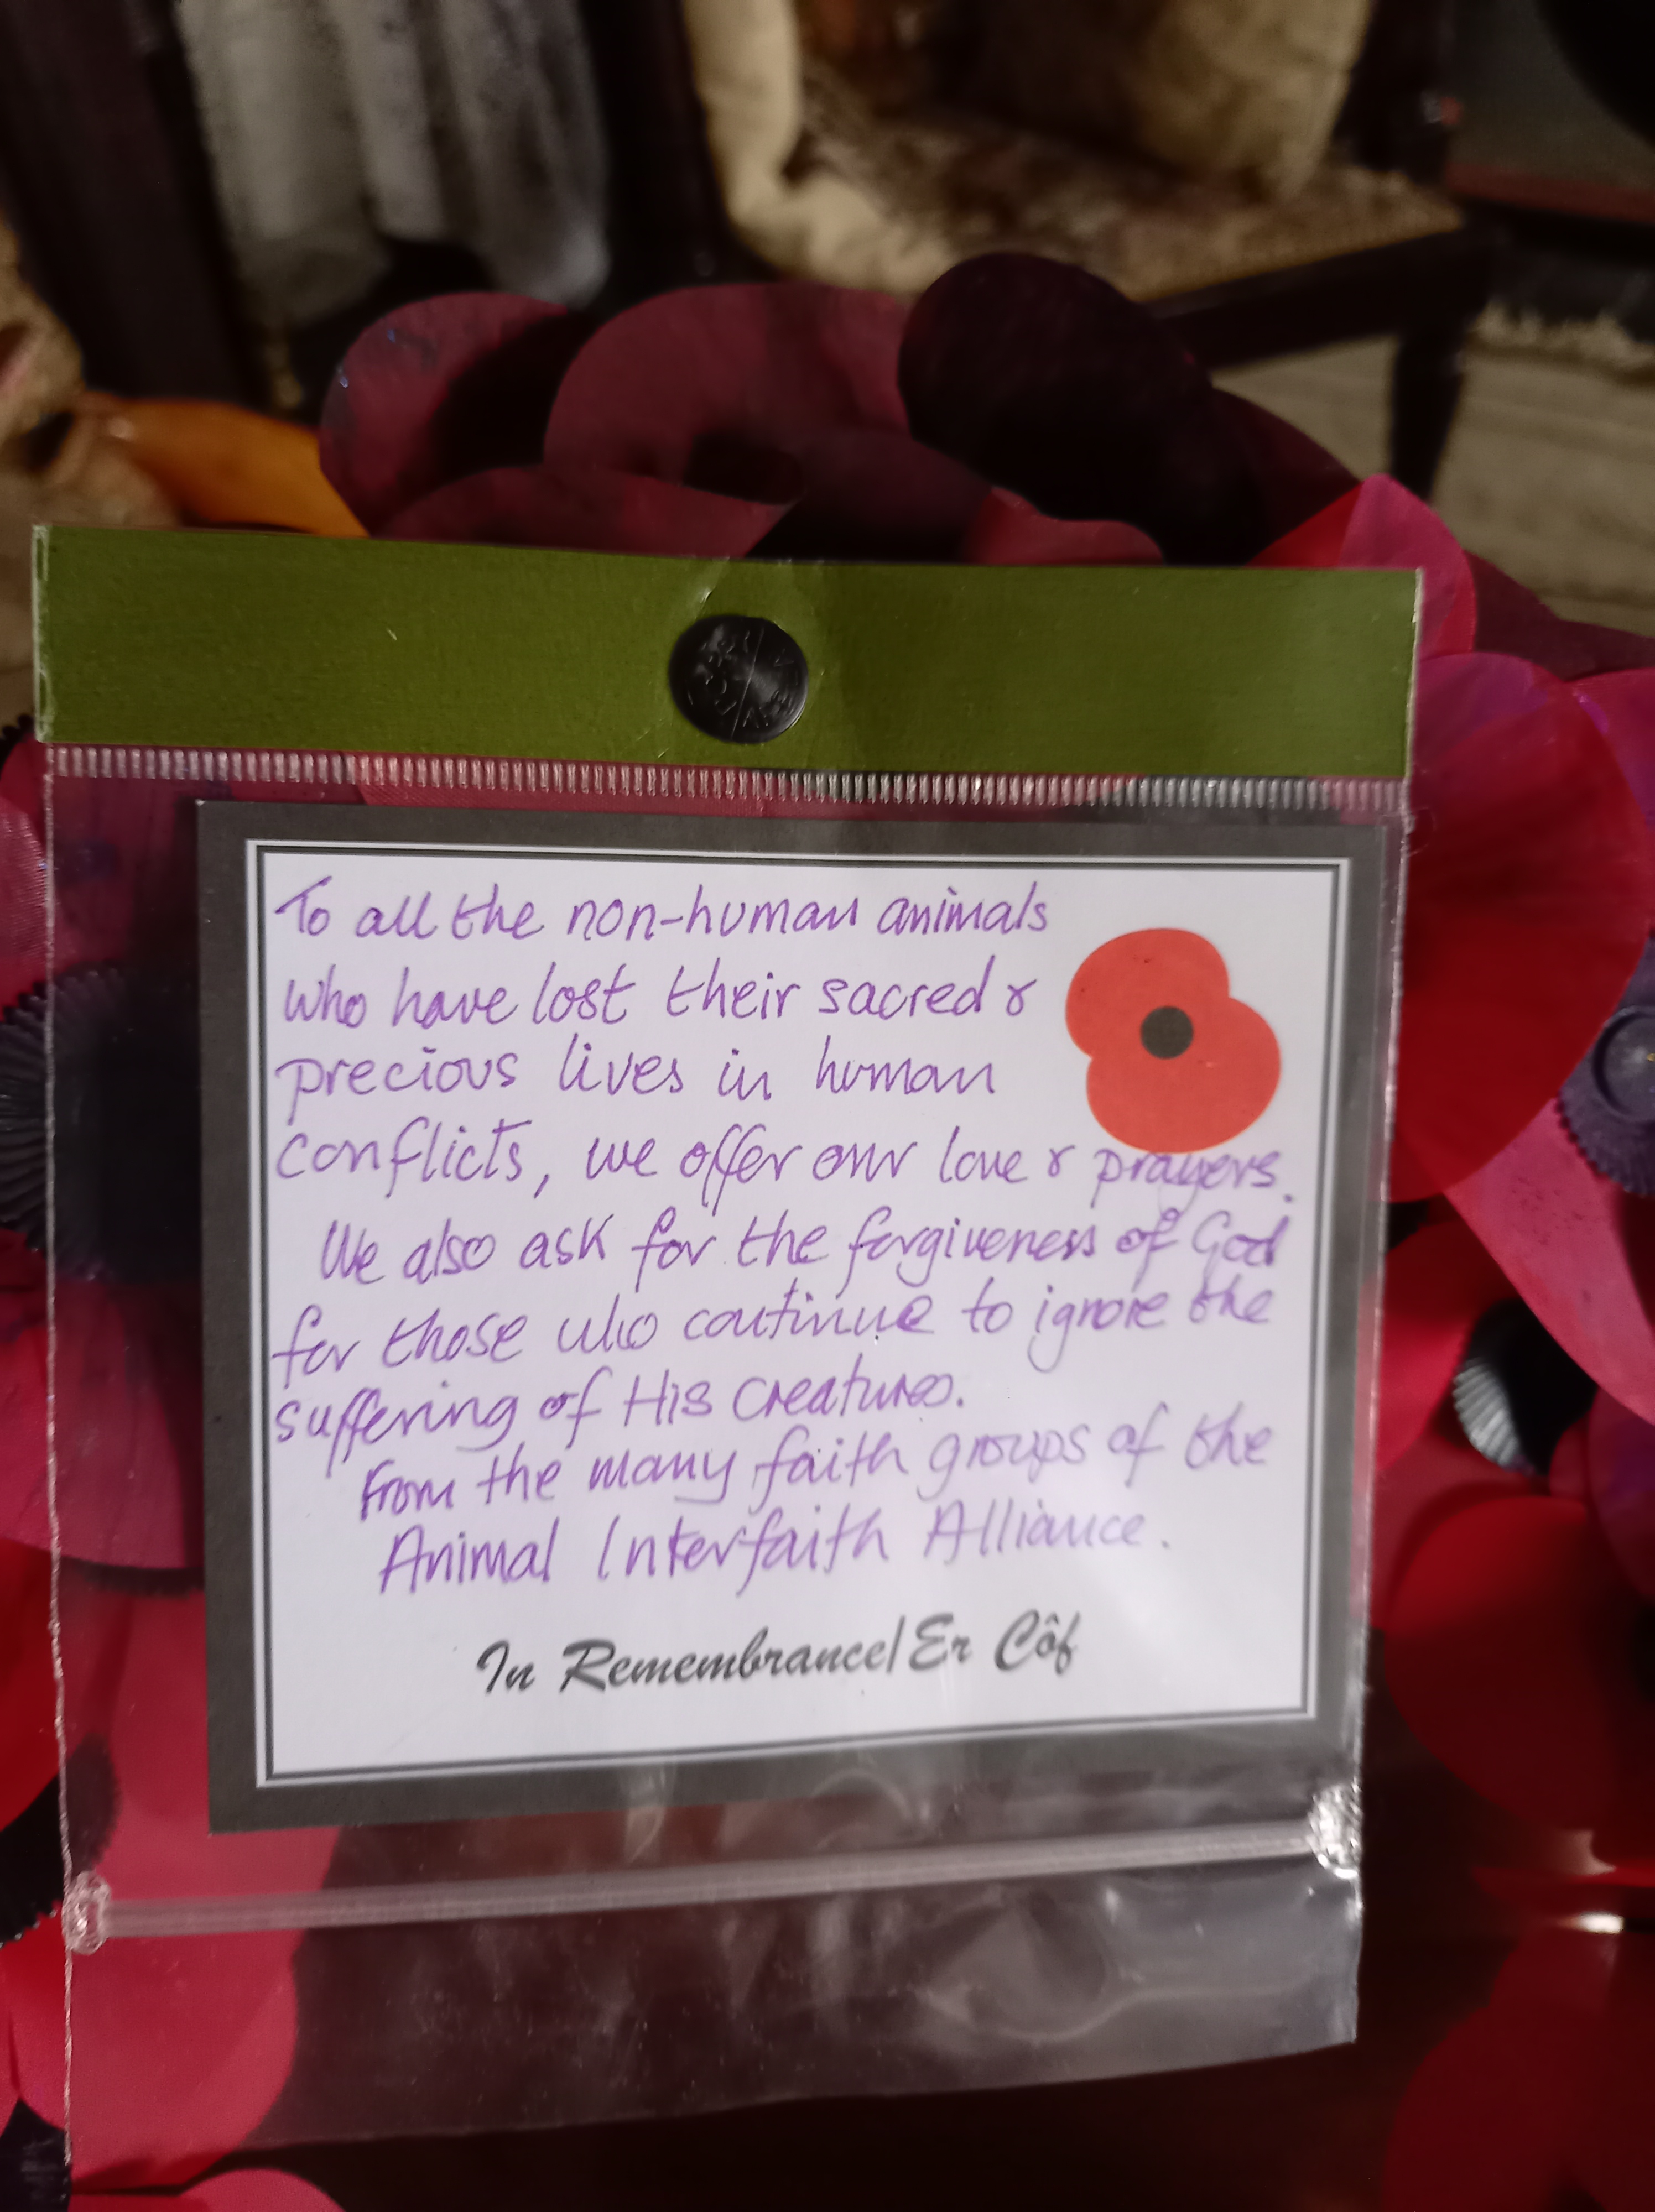 To all the non-human animals
who have lost their sacred &
precious lives in human
conflicts, we offer our love & prayers.
We also ask for the forgiveness of God
for those who continue to ignore the
suffering of His creatures.
From the many faith groups of the
Animal Interfaith Alliance.
In Remembrance/Er Côf